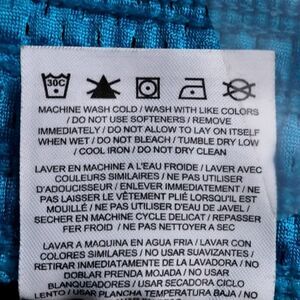 30C
MACHINE WASH COLD / WASH WITH LIKE COLORS
/ DO NOT USE SOFTENERS / REMOVE
IMMEDIATELY / DO NOT ALLOW TO LAY ON ITSELF
WHEN WET / DO NOT BLEACH / TUMBLE DRY LOW
/ COOL IRON / DO NOT DRY CLEAN
LAVER EN MACHINE A L'EAU FROIDE / LAVER AVEC
COULEURS SIMILAIRES / NE PAS UTILISER
D'ADOUCISSEUR / ENLEVER IMMEDIATEMENT / NE
PAS LAISSER LE VÊTEMENT PLIÉ LORSQU'IL EST
MOUILLÉ / NE PAS UTILISER D'EAU DE JAVEL /
SECHER EN MACHINE CYCLE DELICAT / REPASSER
FER FROID / NE PAS NETTOYER A SEC
LAVAR A MAQUINA EN AGUA FRIA / LAVAR CON
COLORES SIMILARES / NO USAR SUAVIZANTES /
RETIRAR INMEDIATAMENTE DE LA LAVADORA / NO
DOBLAR PRENDA MOJADA / NO USAR
BLANQUEADORES / USAR SECADORA CICLO
LENTO / USAR PLANCHA TEMPERATURA BAJA / NO